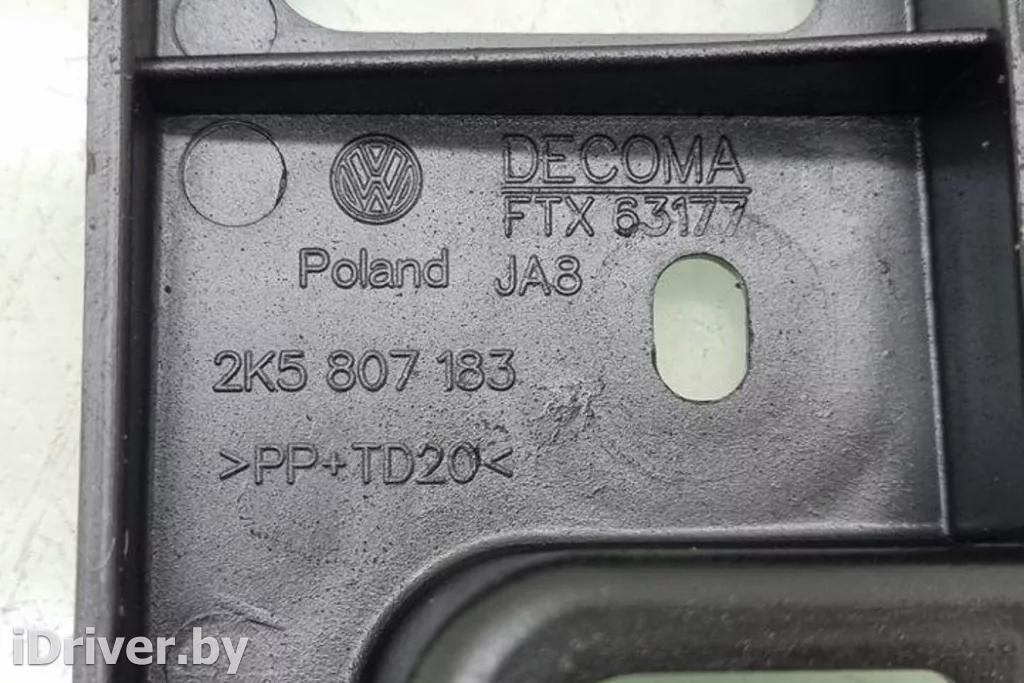 DECOMA
FTX 63177
Poland JA8
2K5 807 183
>PP+TD20<
iDriver.by